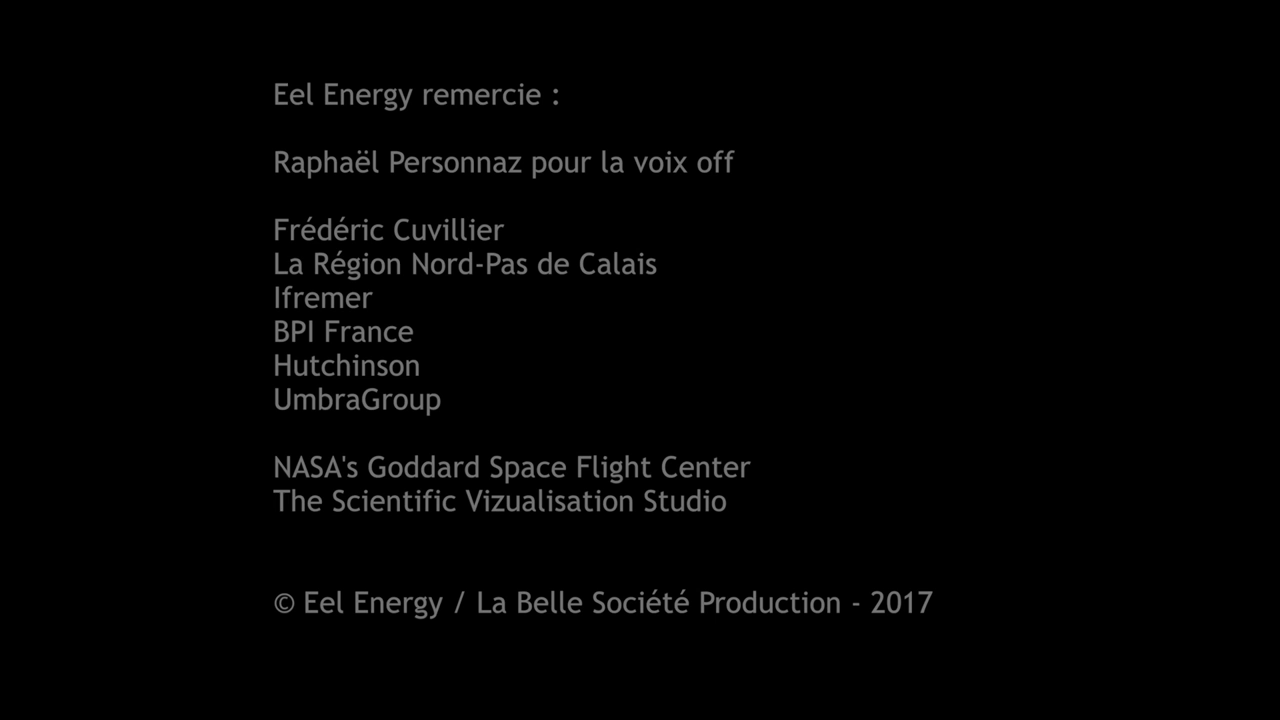 Eel Energy remercie :
Raphaël Personnaz pour la voix off
Frédéric Cuvillier
La Région Nord-Pas de Calais
Ifremer
BPI France
Hutchinson
UmbraGroup
NASA's Goddard Space Flight Center
The Scientific Vizualisation Studio
© Eel Energy / La Belle Société Production - 2017